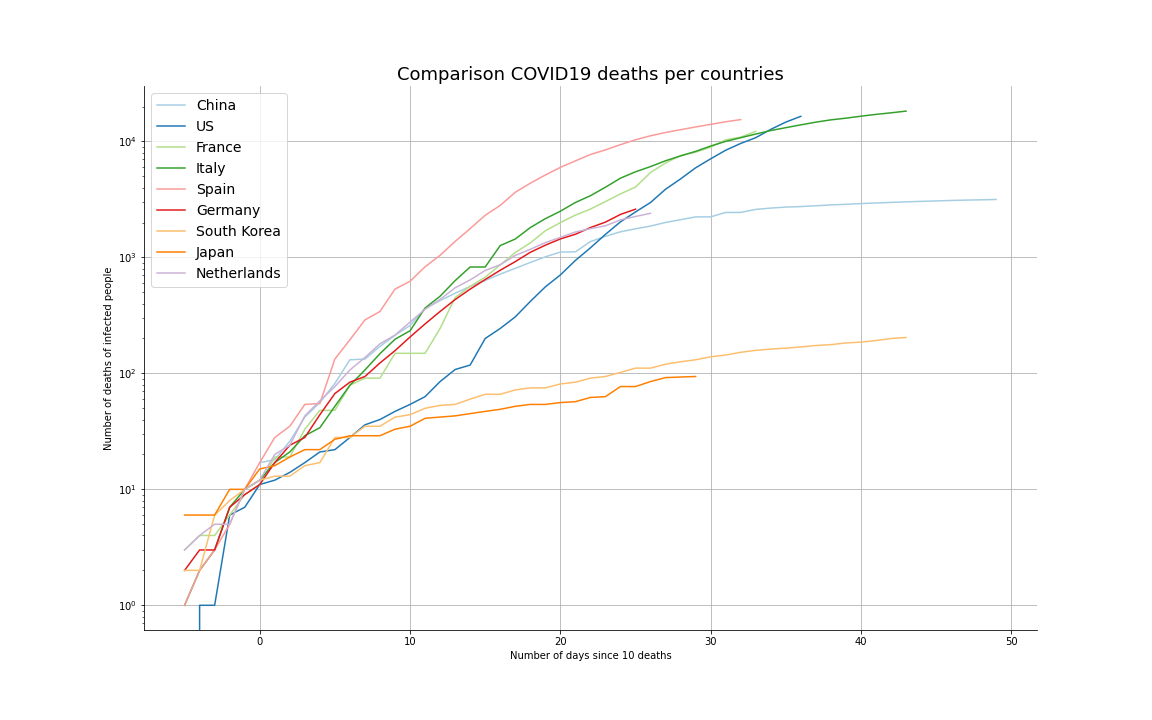 Comparison COVID19 deaths per countries
China
US
France
Italy
Spain
Germany
South Korea
Japan
Netherlands
Number of deaths of infected people
10⁴
10³
10²
10¹
10⁰
0 10 20 30 40 50
Number of days since 10 deaths